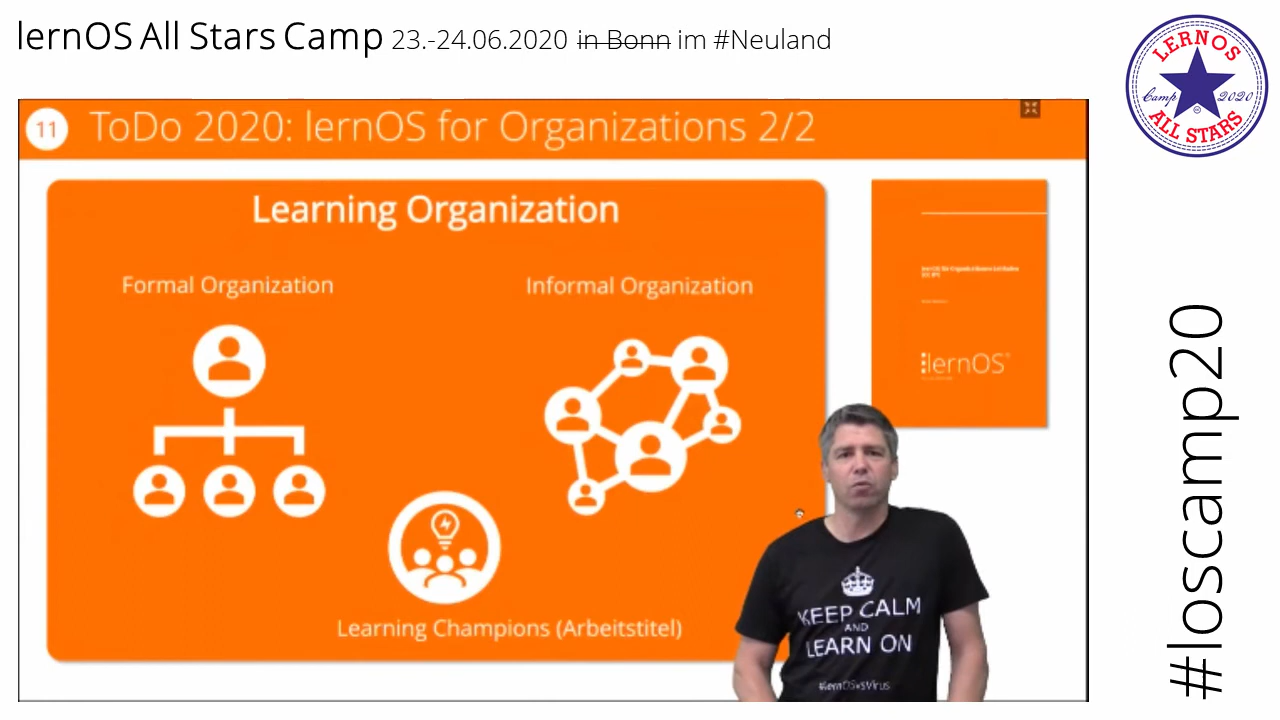 lernOS All Stars Camp 23.-24.06.2020 in Bonn im #Neuland
LERNOS
Camp 2020
ALL STARS
11 ToDo 2020: lernOS for Organizations 2/2
Learning Organization
Formal Organization
Informal Organization
Learning Champions (Arbeitstitel)
lernOS®
KEEP CALM
AND
LEARN ON
#lernOSvsVirus
#loscamp20